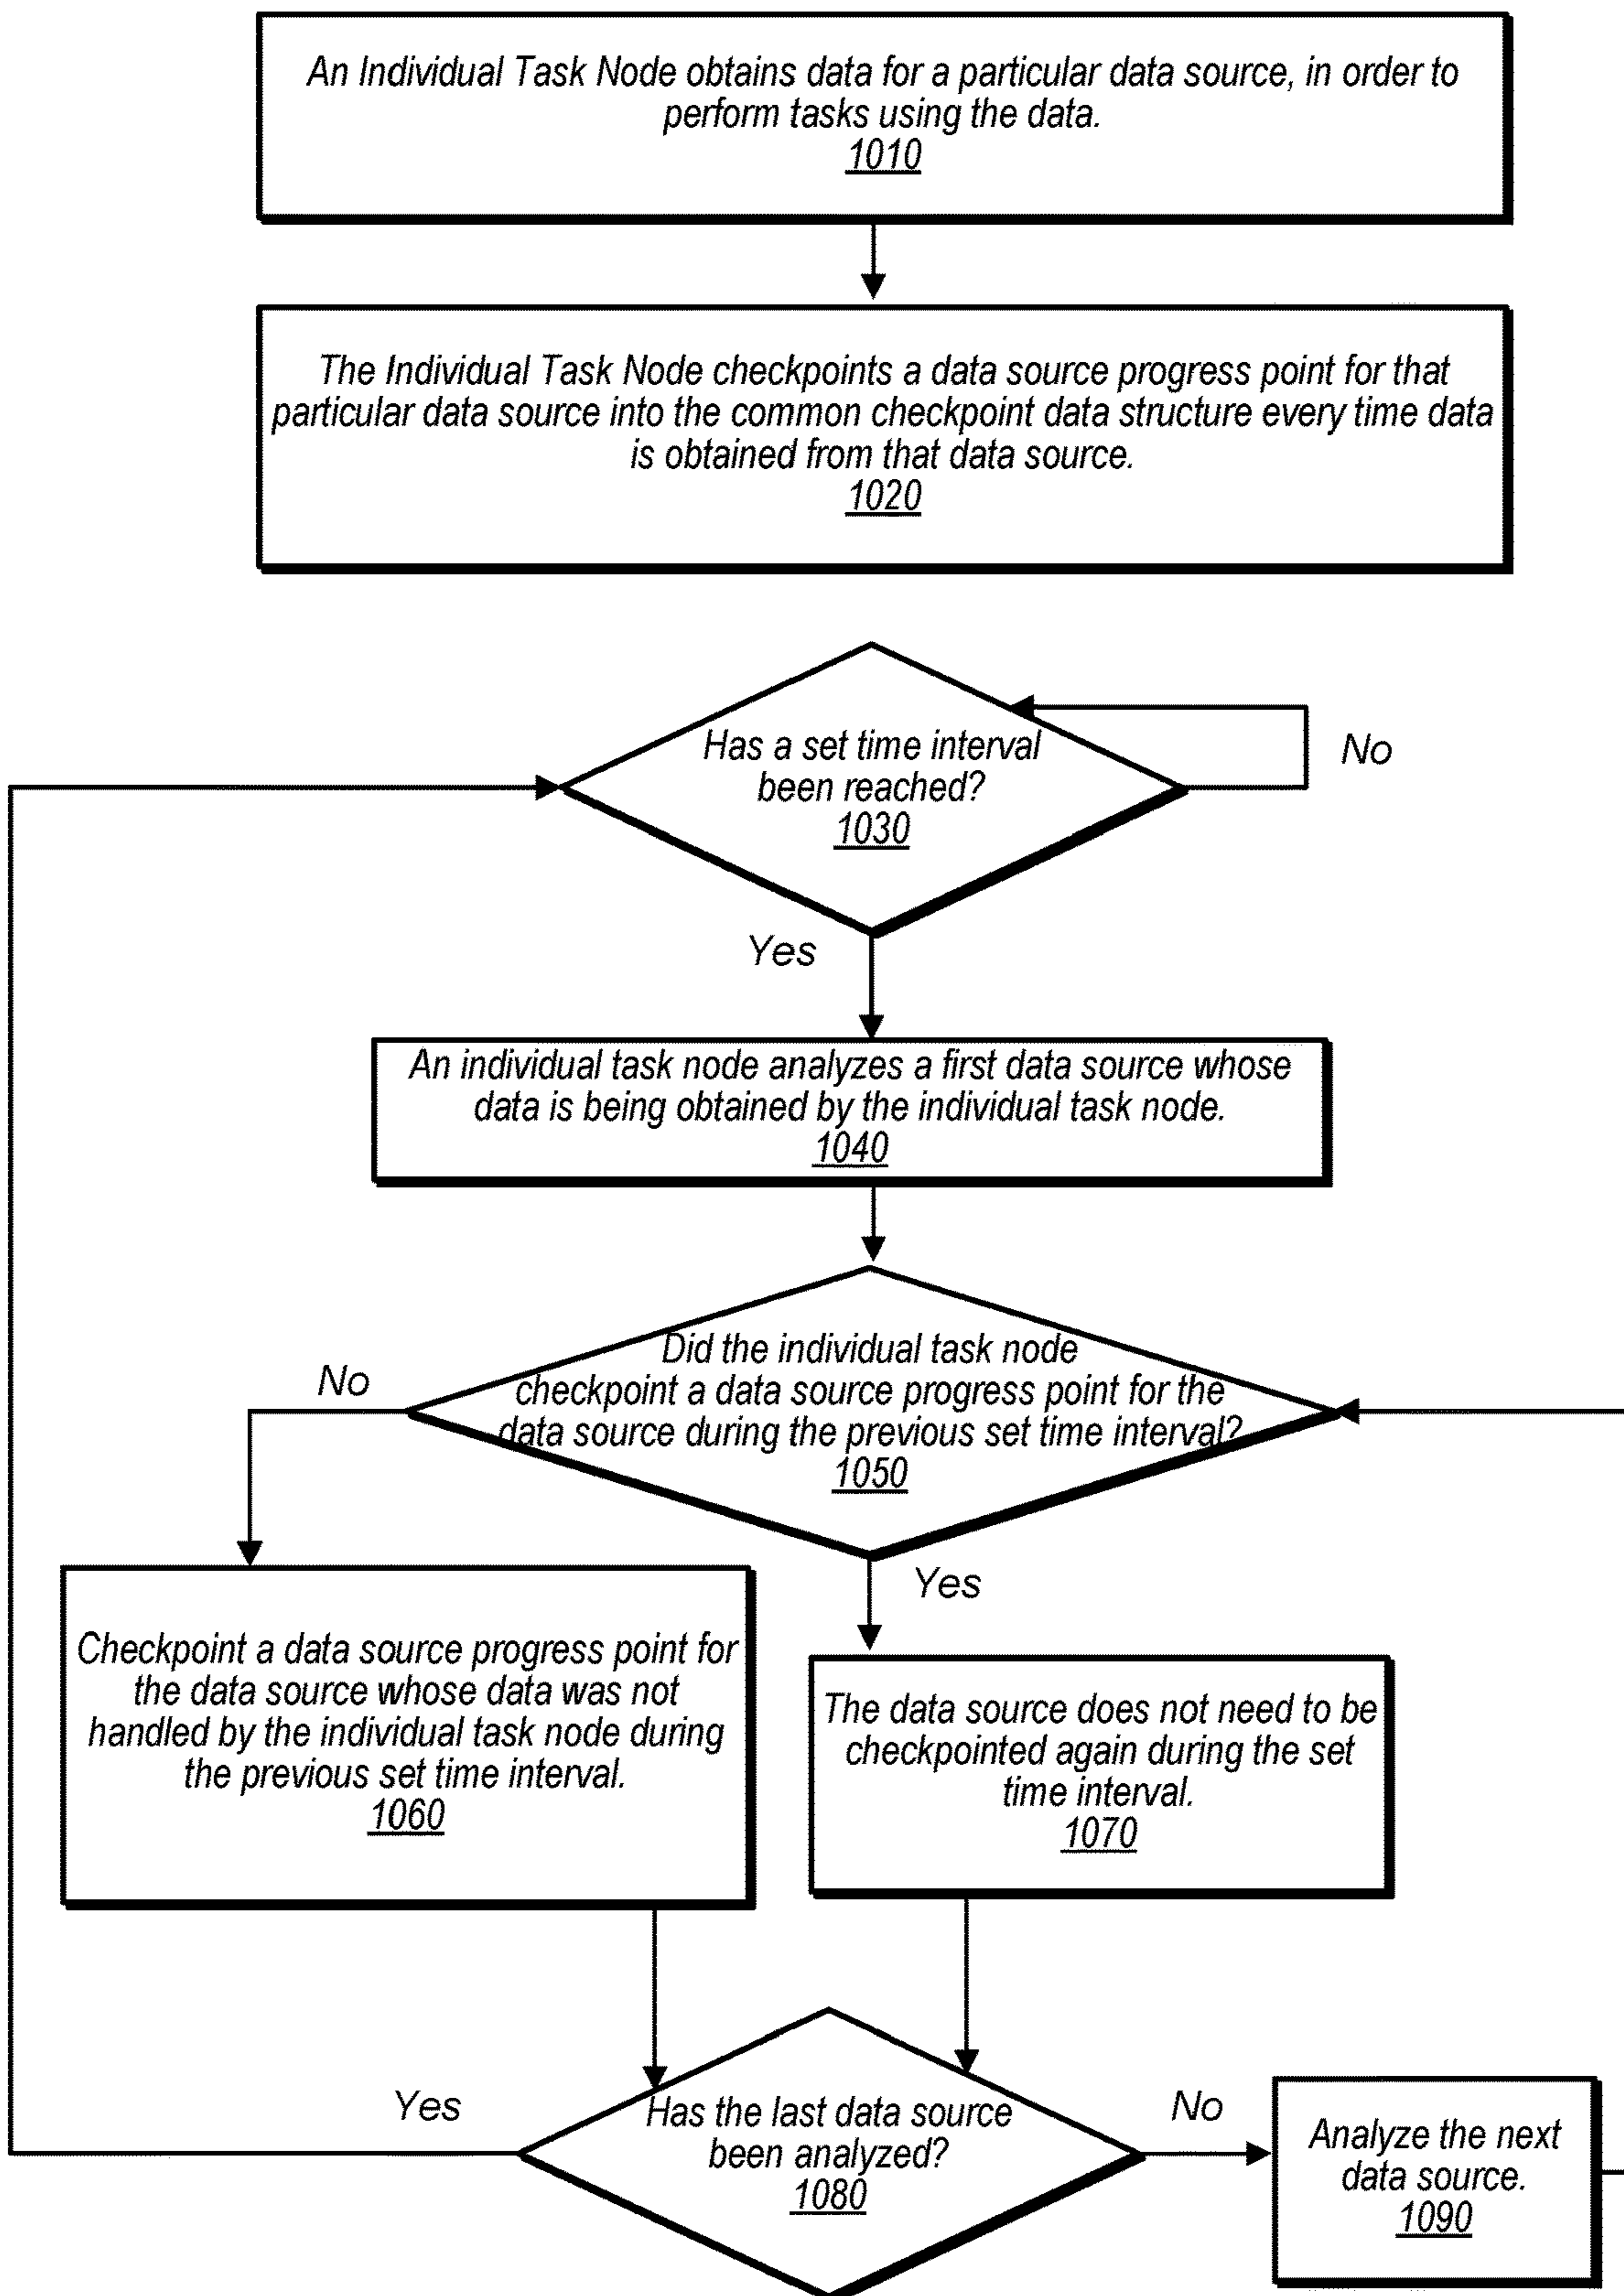 An Individual Task Node obtains data for a particular data source, in order to
perform tasks using the data.
1010
The Individual Task Node checkpoints a data source progress point for that
particular data source into the common checkpoint data structure every time data
is obtained from that data source.
1020
Has a set time interval
been reached?
1030
No
Yes
An individual task node analyzes a first data source whose
data is being obtained by the individual task node.
1040
Did the individual task node
checkpoint a data source progress point for the
data source during the previous set time interval?
1050
No
Yes
Checkpoint a data source progress point for
the data source whose data was not
handled by the individual task node during
the previous set time interval.
1060
The data source does not need to be
checkpointed again during the set
time interval.
1070
Yes
Has the last data source
been analyzed?
1080
No
Analyze the next
data source.
1090